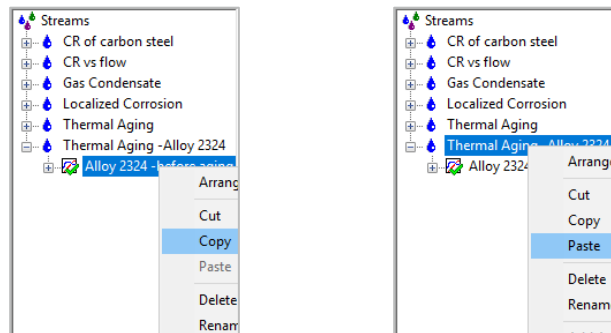 Streams
CR of carbon steel
CR vs flow
Gas Condensate
Localized Corrosion
Thermal Aging
Thermal Aging -Alloy 2324
Alloy 2324 -before aging
Arrang
Cut
Copy
Paste
Delete
Renam
Streams
CR of carbon steel
CR vs flow
Gas Condensate
Localized Corrosion
Thermal Aging
Thermal Aging -Alloy 2324
Alloy 2324
Arrange
Cut
Copy
Paste
Delete
Renam